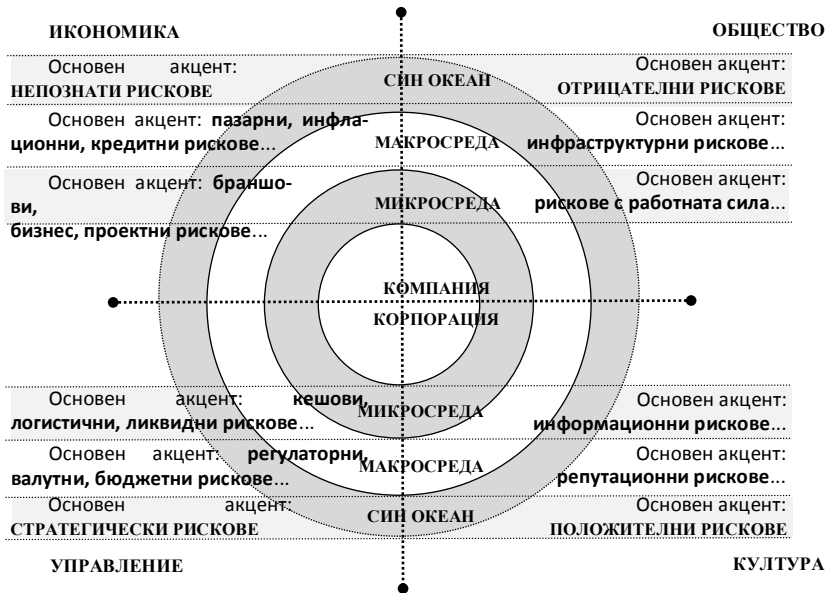 ИКОНОМИКА
ОБЩЕСТВО
Основен акцент:
НЕПОЗНАТИ РИСКОВЕ
СИН ОКЕАН
Основен акцент:
ОТРИЦАТЕЛНИ РИСКОВЕ
Основен акцент: пазарни, инфла-
ционни, кредитни рискове...
МАКРОСРЕДА
Основен акцент:
инфраструктурни рискове...
Основен акцент: браншо-
ви,
бизнес, проектни рискове...
МИКРОСРЕДА
Основен акцент:
рискове с работната сила...
КОМПАНИЯ
КОРПОРАЦИЯ
Основен акцент: кешови,
логистични, ликвидни рискове...
МИКРОСРЕДА
Основен акцент:
информационни рискове...
Основен акцент: регулаторни,
валутни, бюджетни рискове...
МАКРОСРЕДА
Основен акцент:
репутационни рискове...
Основен акцент:
СТРАТЕГИЧЕСКИ РИСКОВЕ
СИН ОКЕАН
Основен акцент:
ПОЛОЖИТЕЛНИ РИСКОВЕ
УПРАВЛЕНИЕ
КУЛТУРА